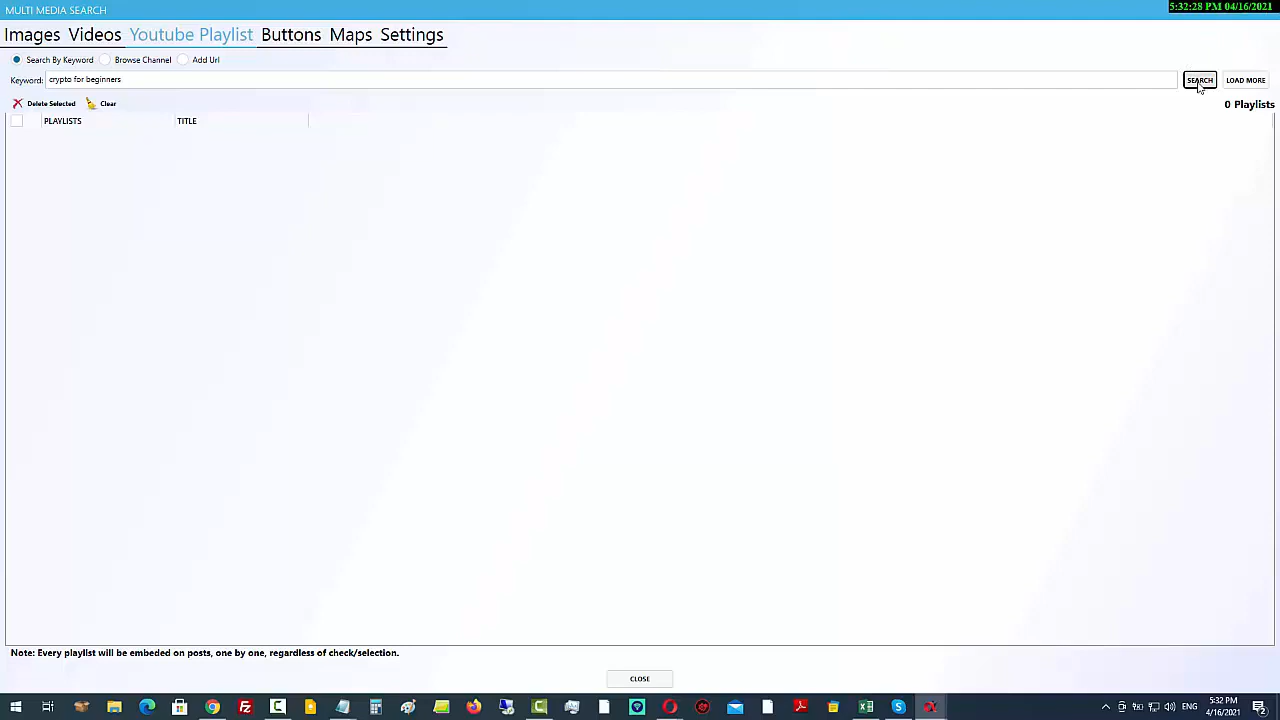 MULTI MEDIA SEARCH
5:32:28 PM 04/16/2021
Images Videos Youtube Playlist Buttons Maps Settings
Search By Keyword Browse Channel Add Url
Keyword: crypto for beginners SEARCH LOAD MORE
Delete Selected Clear 0 Playlists
PLAYLISTS TITLE
Note: Every playlist will be embeded on posts, one by one, regardless of check/selection.
CLOSE
ENG 5:32 PM
4/16/2021